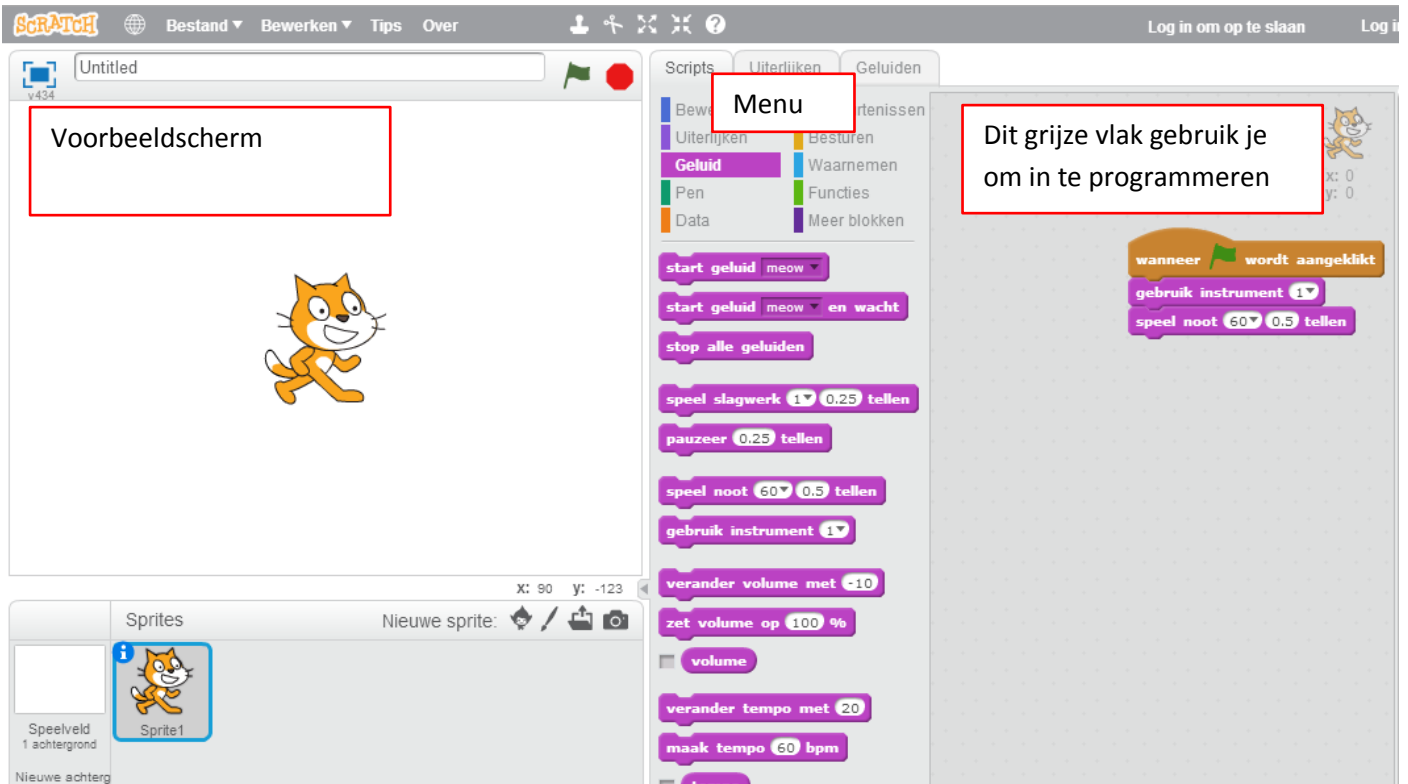 SCRATCH Bestand Bewerken Tips Over Log in om op te slaan
Untitled
v434
Voorbeeldscherm
Scripts Uiterlijken Geluiden
Menu
Uiterlijken Besturen
Geluid Waarnemen
Pen Functies
Data Meer blokken
start geluid meow
start geluid meow en wacht
stop alle geluiden
speel slagwerk 1 0.25 tellen
pauzeer 0.25 tellen
speel noot 60 0.5 tellen
gebruik instrument 1
verander volume met -10
zet volume op 100 %
volume
verander tempo met 20
maak tempo 60 bpm
Dit grijze vlak gebruik je
om in te programmeren
x: 0
y: 0
wanneer wordt aangeklikt
gebruik instrument 1
speel noot 60 0.5 tellen
X: 90 y: -123
Sprites Nieuwe sprite:
Speelveld
1 achtergrond
Sprite1
Nieuwe achterg